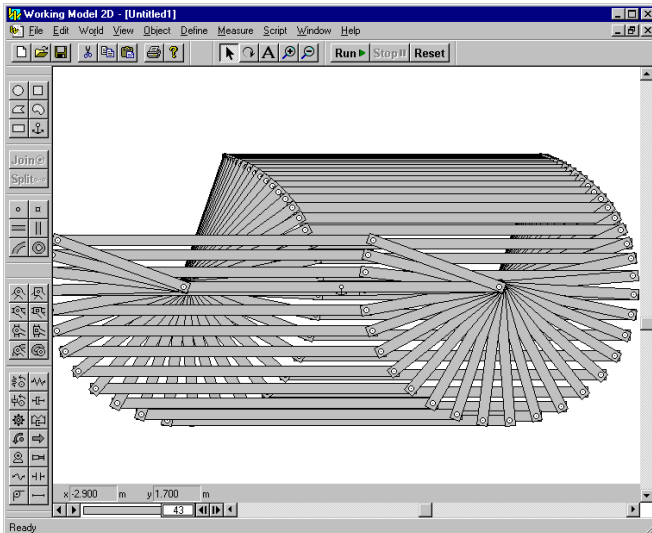 Working Model 2D - [Untitled1]
File Edit World View Object Define Measure Script Window Help
A Run Stop Reset
Join
Split
x -2.900 m y 1.700 m
43
Ready